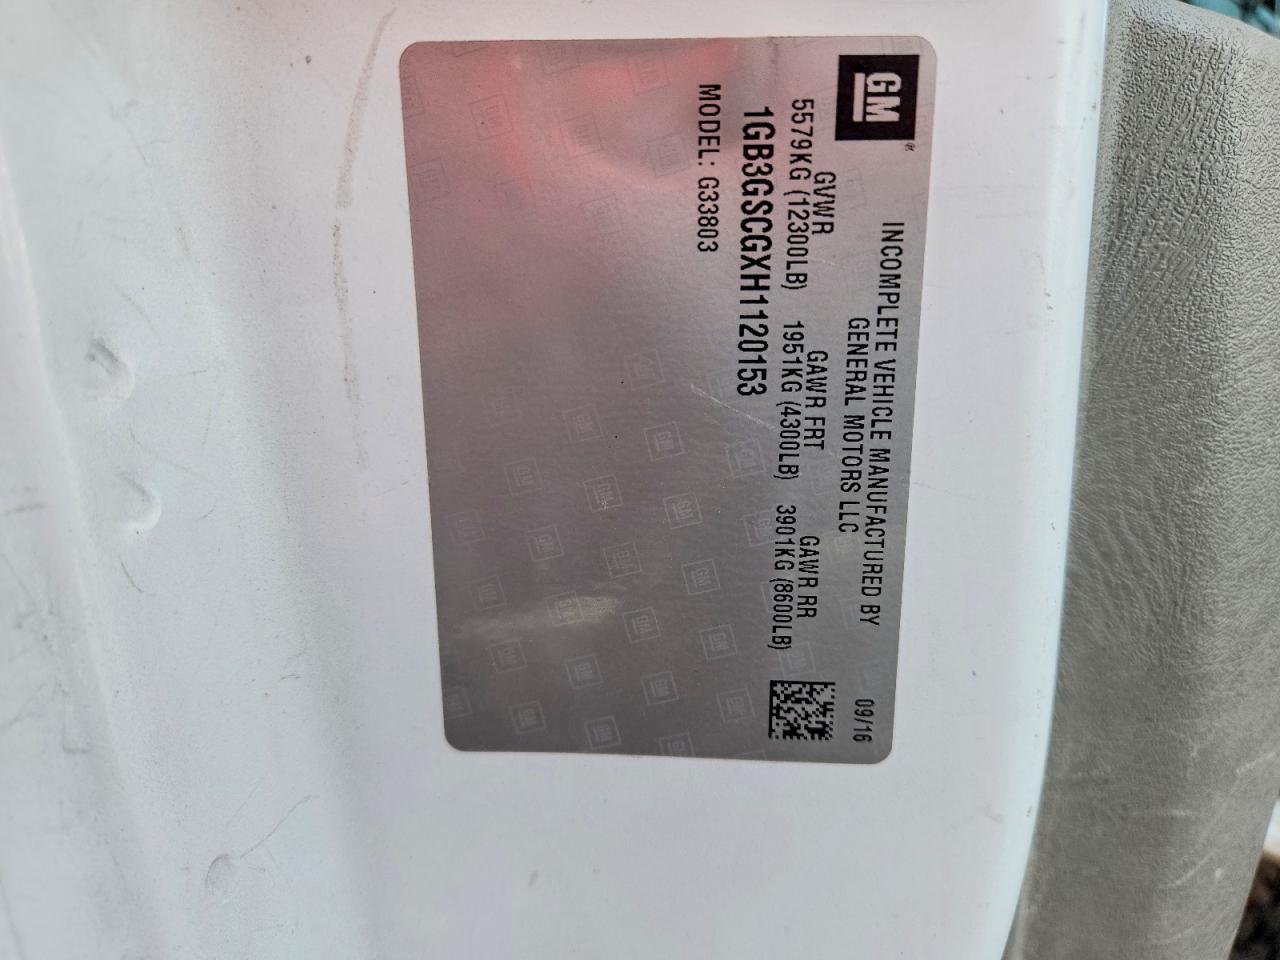 GM
INCOMPLETE VEHICLE MANUFACTURED BY 09/16
GENERAL MOTORS LLC
GVWR GAWR FRT GAWR RR
5579KG (12300LB) 1951KG (4300LB) 3901KG (8600LB)
1GB3GSCGXH1120153
MODEL: G33803